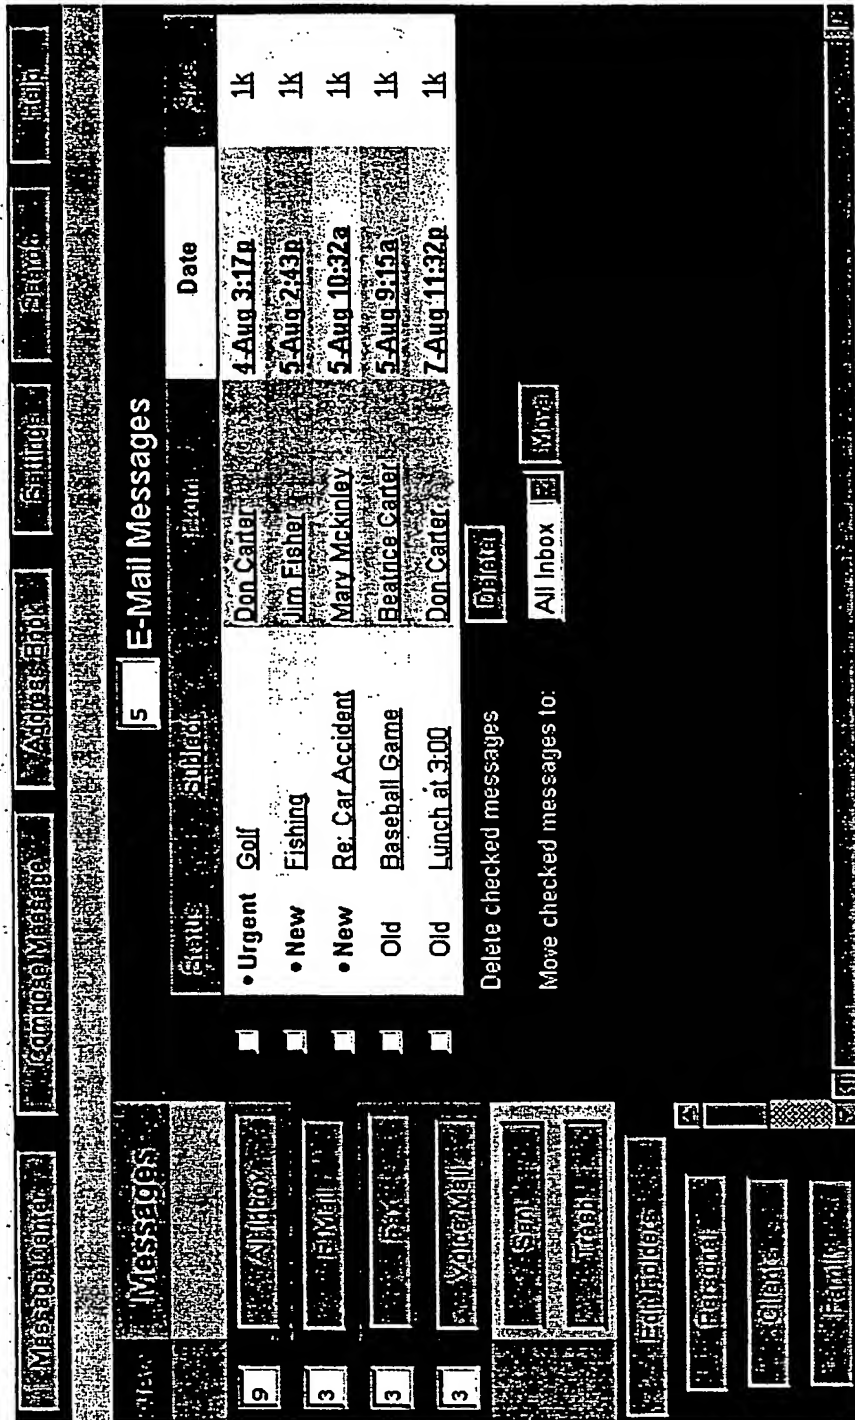 Message Center Compose Message Address Book Settings Search Help
New Messages
5 E-Mail Messages
Status Subject From Date Size
• Urgent Golf Don Carter 4-Aug 3:17p 1k
• New Fishing Jim Fisher 5-Aug 2:43p 1k
• New Re: Car Accident Mary Mckinley 5-Aug 10:32a 1k
Old Baseball Game Beatrice Carter 5-Aug 9:15a 1k
Old Lunch at 3:00 Don Carter 7-Aug 11:32p 1k
Delete checked messages Delete
Move checked messages to: All Inbox Move
9 All Inbox
3 E-Mail
3 Fax
3 Voice Mail
Sent
Trash
Edit Folders
Personal
Clients
Family